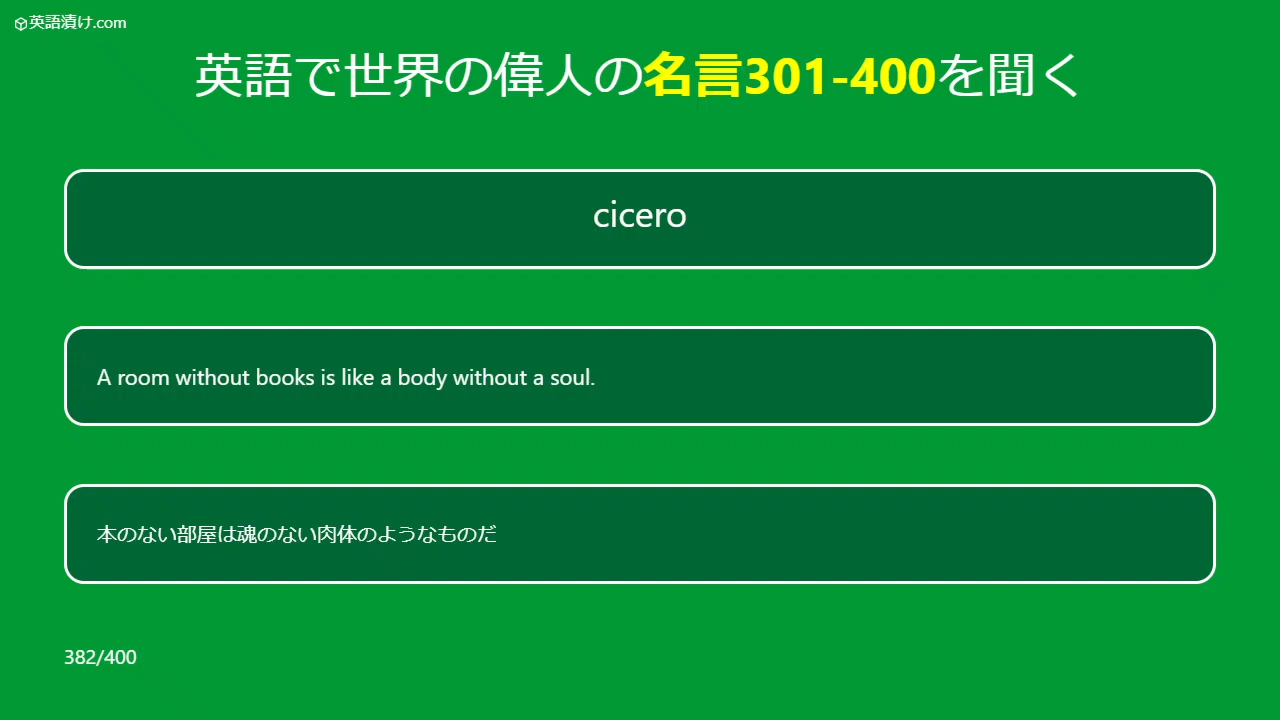 英語漬け.com
英語で世界の偉人の名言301-400を聞く
cicero
A room without books is like a body without a soul.
本のない部屋は魂のない肉体のようなものだ
382/400